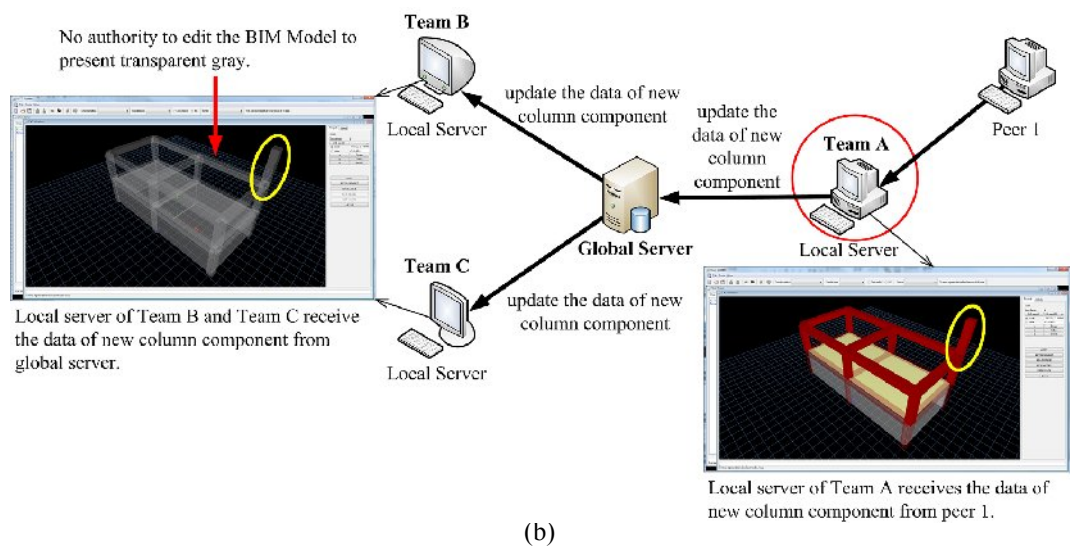 No authority to edit the BIM Model to
present transparent gray.
Team B
Local Server
update the data of new
column component
update the
data of new
column
component
Peer 1
Team A
Local Server
Global Server
Team C
Local Server
update the data of new
column component
Local server of Team B and Team C receive
the data of new column component from
global server.
Local server of Team A receives the data of
new column component from peer 1.
(b)